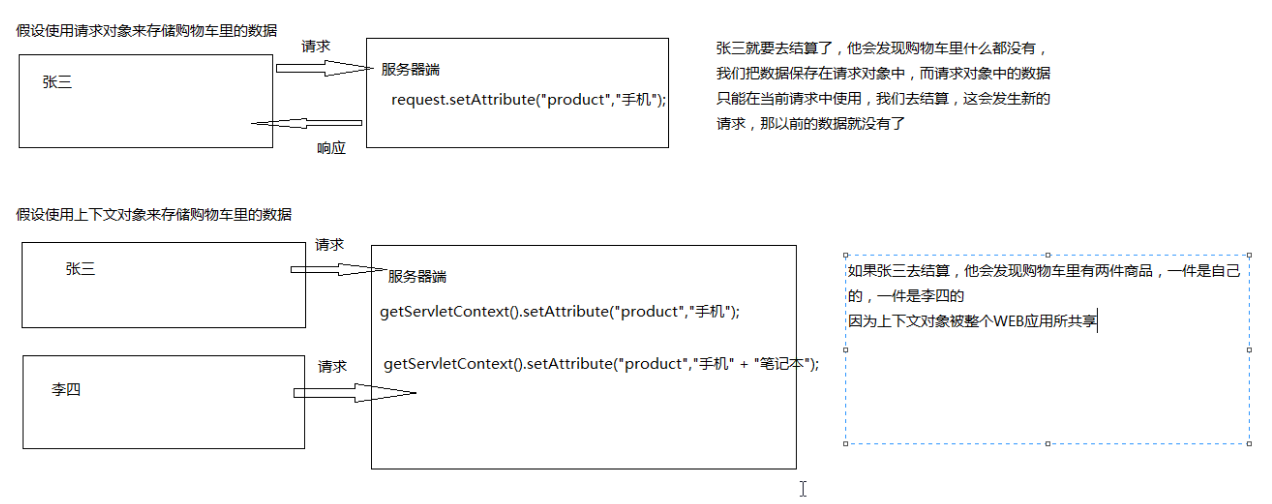 假设使用请求对象来存储购物车里的数据
张三
请求
响应
服务器端
request.setAttribute("product","手机");
张三就要去结算了，他会发现购物车里什么都没有，
我们把数据保存在请求对象中，而请求对象中的数据
只能在当前请求中使用，我们去结算，这会发生新的
请求，那以前的数据就没有了
假设使用上下文对象来存储购物车里的数据
张三
请求
李四
请求
服务器端
getServletContext().setAttribute("product","手机");
getServletContext().setAttribute("product","手机" + "笔记本");
如果张三去结算，他会发现购物车里有两件商品，一件是自己
的，一件是李四的
因为上下文对象被整个WEB应用所共享